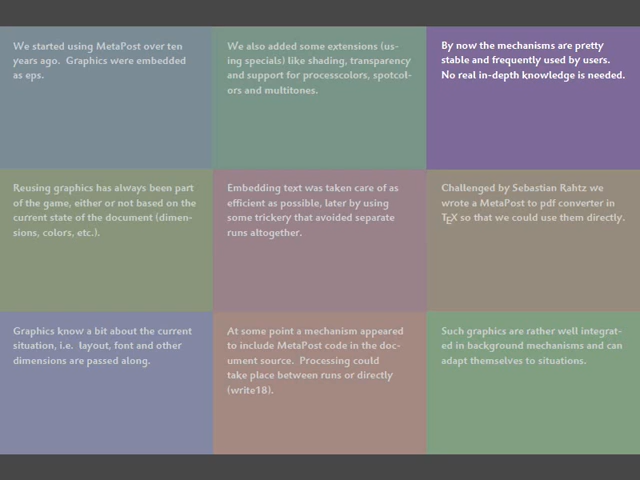 We started using MetaPost over ten
years ago. Graphics were embedded
as eps.
We also added some extensions (us-
ing specials) like shading, transparency
and support for processcolors, spotcol-
ors and multitones.
By now the mechanisms are pretty
stable and frequently used by users.
No real in-depth knowledge is needed.
Reusing graphics has always been part
of the game, either or not based on the
current state of the document (dimen-
sions, colors, etc.).
Embedding text was taken care of as
efficient as possible, later by using
some trickery that avoided separate
runs altogether.
Challenged by Sebastian Rahtz we
wrote a MetaPost to pdf converter in
TEX so that we could use them directly.
Graphics know a bit about the current
situation, i.e. layout, font and other
dimensions are passed along.
At some point a mechanism appeared
to include MetaPost code in the doc-
ument source. Processing could
take place between runs or directly
(write18).
Such graphics are rather well integrat-
ed in background mechanisms and can
adapt themselves to situations.